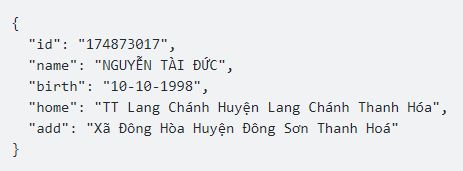 {
"id": "174873017",
"name": "NGUYỄN TÀI ĐỨC",
"birth": "10-10-1998",
"home": "TT Lang Chánh Huyện Lang Chánh Thanh Hóa",
"add": "Xã Đông Hòa Huyện Đông Sơn Thanh Hoá"
}